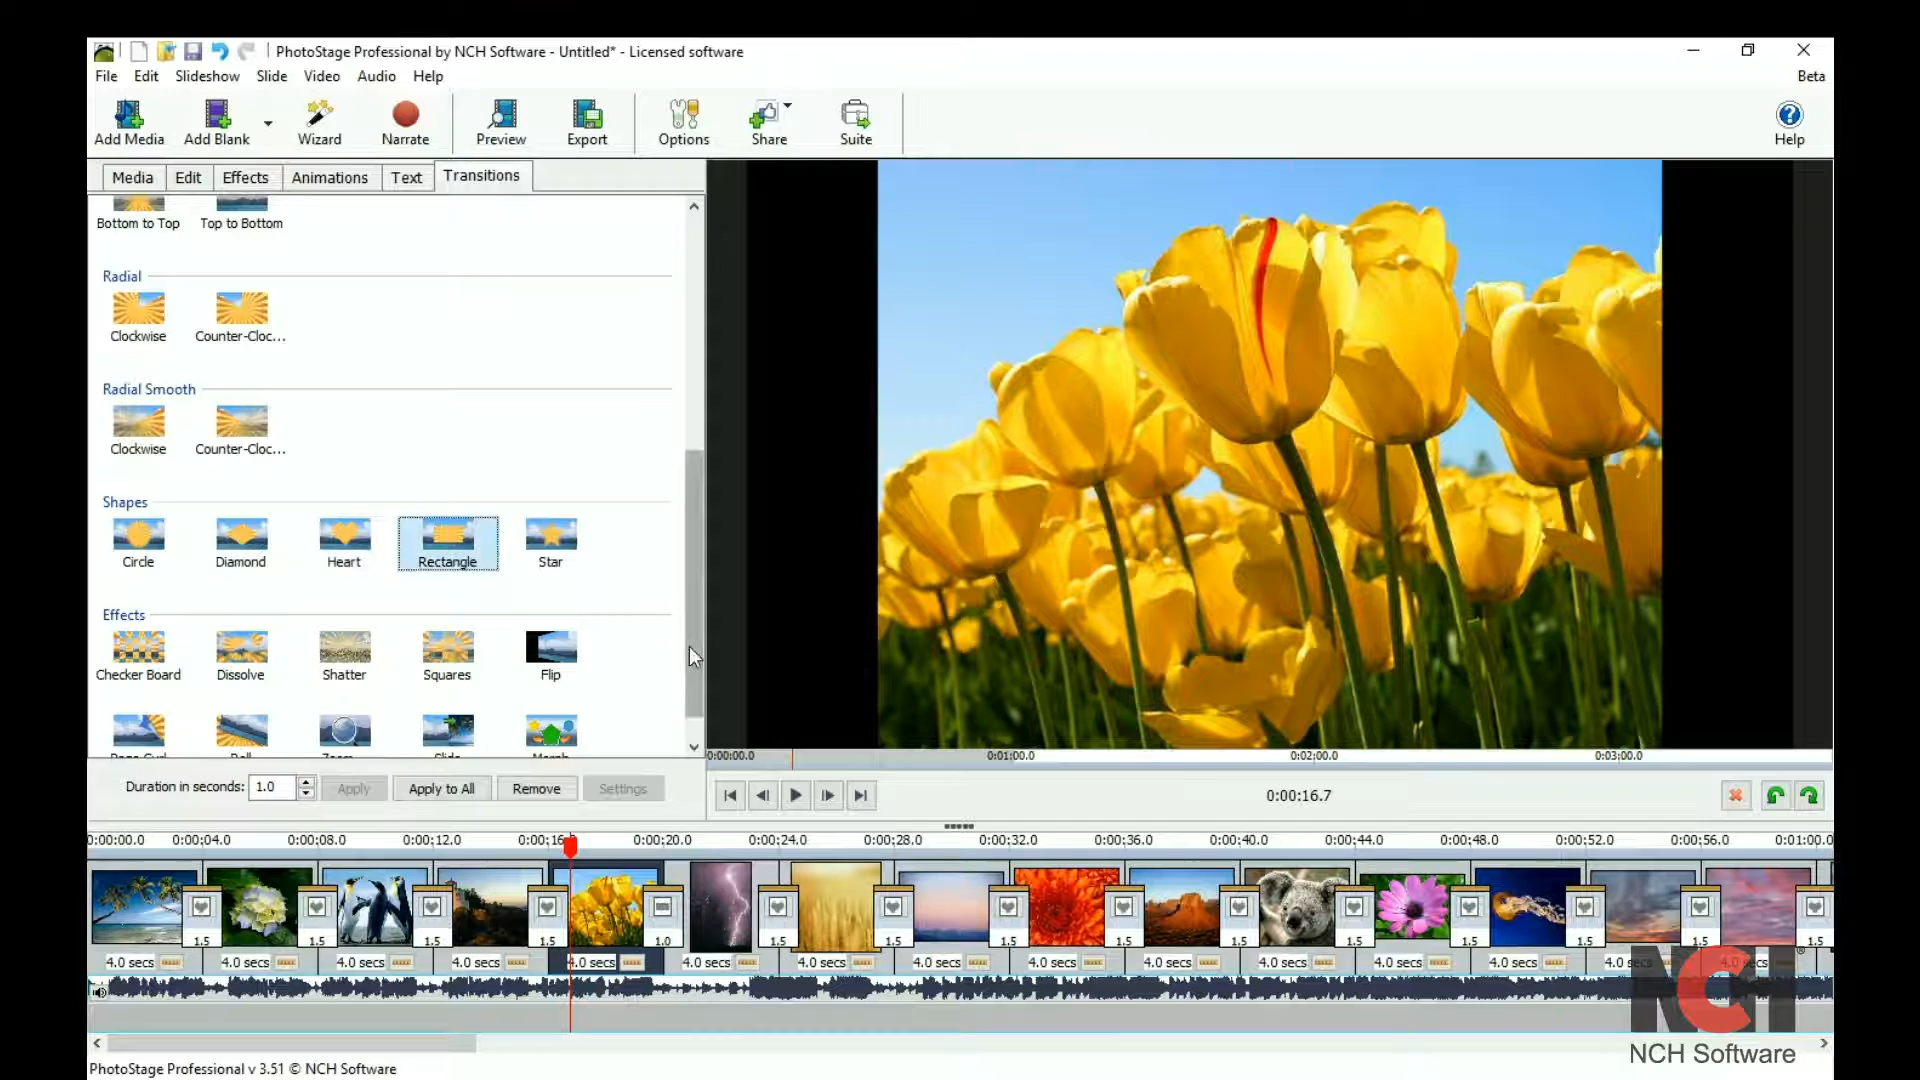 PhotoStage Professional by NCH Software - Untitled* - Licensed software
File Edit Slideshow Slide Video Audio Help Beta
Add Media Add Blank Wizard Narrate Preview Export Options Share Suite Help
Media Edit Effects Animations Text Transitions
Bottom to Top Top to Bottom
Radial
Clockwise Counter-Cloc...
Radial Smooth
Clockwise Counter-Cloc...
Shapes
Circle Diamond Heart Rectangle Star
Effects
Checker Board Dissolve Shatter Squares Flip
0:00:00.0 0:01:00.0 0:02:00.0 0:03:00.0
Duration in seconds: 1.0 Apply Apply to All Remove Settings
0:00:16.7
0:00:00.0 0:00:04.0 0:00:08.0 0:00:12.0 0:00:20.0 0:00:24.0 0:00:28.0 0:00:32.0 0:00:36.0 0:00:40.0 0:00:44.0 0:00:48.0 0:00:52.0 0:00:56.0 0:01:00.0
1.5 1.5 1.5 1.5 1.0 1.5 1.5 1.5 1.5 1.5 1.5 1.5 1.5 1.5 1.5
4.0 secs 4.0 secs 4.0 secs 4.0 secs 4.0 secs 4.0 secs 4.0 secs 4.0 secs 4.0 secs 4.0 secs 4.0 secs 4.0 secs 4.0 secs
NCH®
NCH Software
PhotoStage Professional v 3.51 © NCH Software